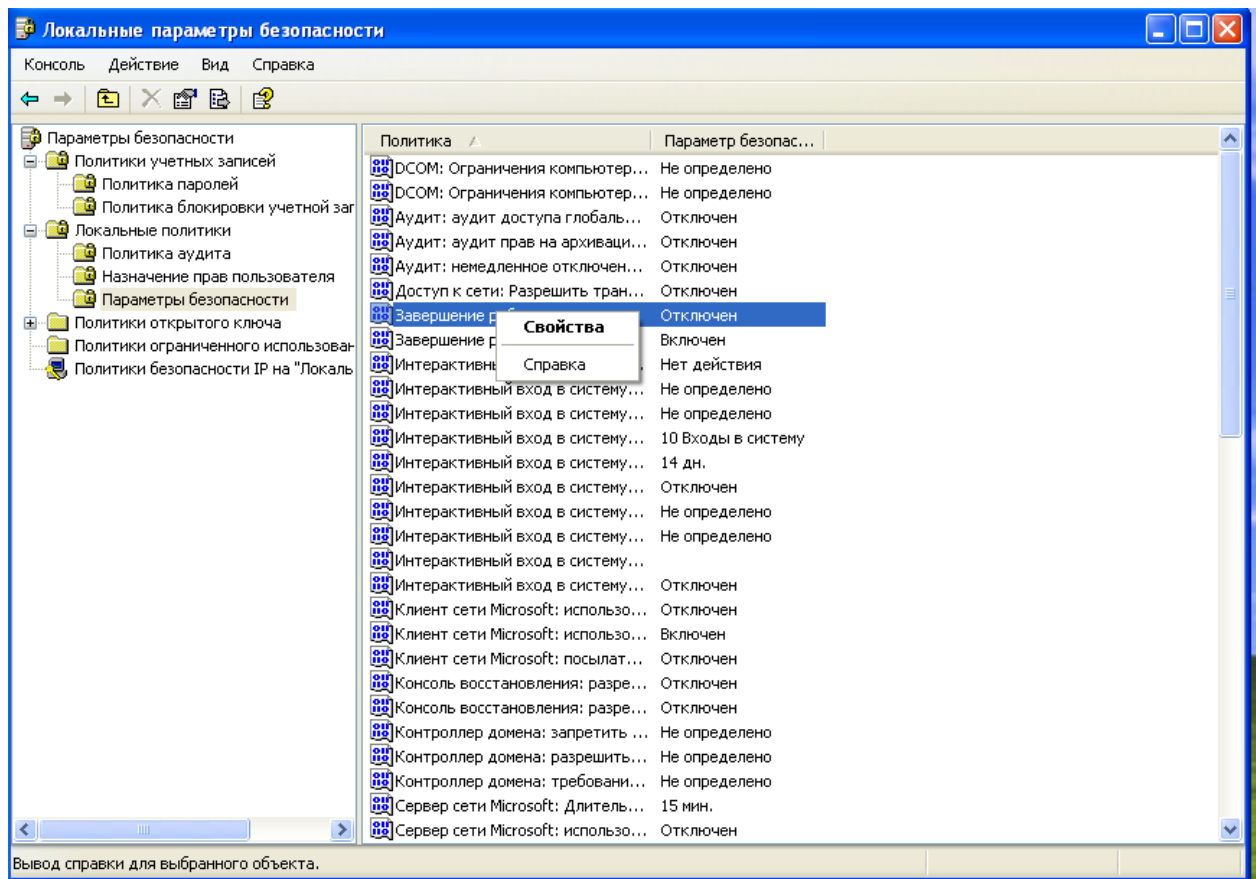 Локальные параметры безопасности
Консоль Действие Вид Справка
Параметры безопасности
Политики учетных записей
Политика паролей
Политика блокировки учетной заг
Локальные политики
Политика аудита
Назначение прав пользователя
Параметры безопасности
Политики открытого ключа
Политики ограниченного использован
Политики безопасности IP на "Локаль
Политика Параметр безопас...
DCOM: Ограничения компьютер... Не определено
DCOM: Ограничения компьютер... Не определено
Аудит: аудит доступа глобаль... Отключен
Аудит: аудит прав на архиваци... Отключен
Аудит: немедленное отключен... Отключен
Доступ к сети: Разрешить тран... Отключен
Завершение Отключен
Завершение р Включен
Интерактивн Нет действия
Интерактивный вход в систему... Не определено
Интерактивный вход в систему... Не определено
Интерактивный вход в систему... 10 Входы в систему
Интерактивный вход в систему... 14 дн.
Интерактивный вход в систему... Отключен
Интерактивный вход в систему... Не определено
Интерактивный вход в систему... Не определено
Интерактивный вход в систему...
Интерактивный вход в систему... Отключен
Клиент сети Microsoft: использо... Отключен
Клиент сети Microsoft: использо... Включен
Клиент сети Microsoft: посылат... Отключен
Консоль восстановления: разре... Отключен
Консоль восстановления: разре... Отключен
Контроллер домена: запретить ... Не определено
Контроллер домена: разрешить... Не определено
Контроллер домена: требовани... Не определено
Сервер сети Microsoft: Длитель... 15 мин.
Сервер сети Microsoft: использо... Отключен
Свойства
Справка
Вывод справки для выбранного объекта.